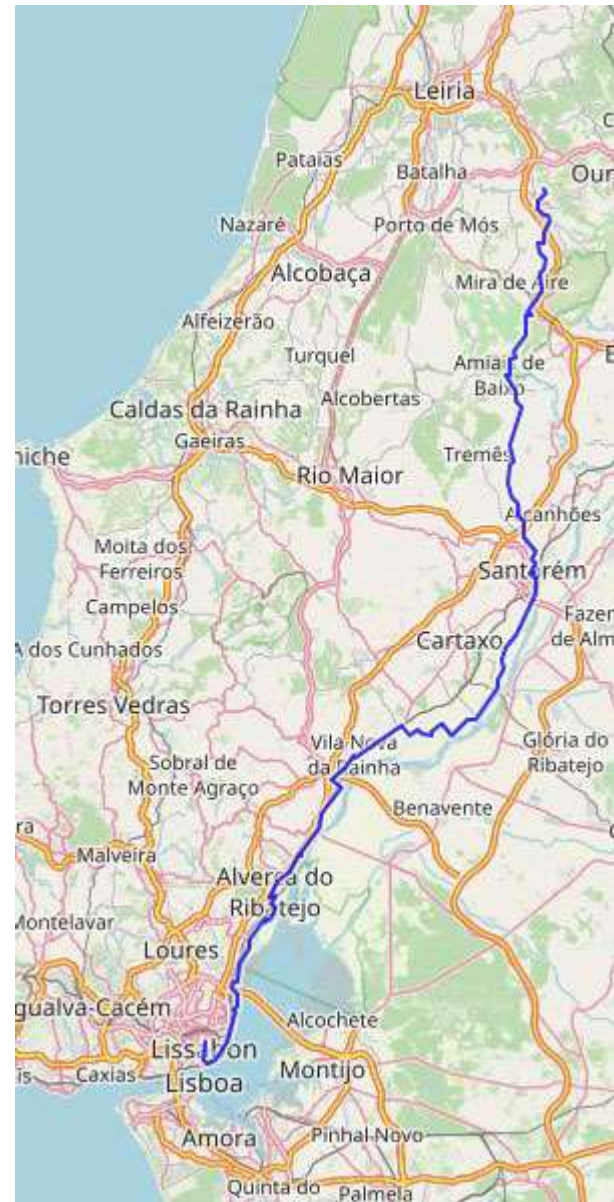 Leiria
Pataias
Batalha
Our
Nazaré
Porto de Mós
Alcobaça
Mira de Aire
Alfeizerão
Turquel
Amiais de
Baixo
Alcobertas
Caldas da Rainha
Gaeiras
niche
Tremês
Rio Maior
Alcanhões
Moita dos
Ferreiros
Santarém
Campelos
Fazen
de Alm
Cartaxo
A dos Cunhados
Torres Vedras
Vila Nova
da Rainha
Glória do
Ribatejo
Sobral de
Monte Agraço
Benavente
ra
Malveira
Alverca do
Ribatejo
Montelavar
Loures
gualva-Cacém
Alcochete
Lissabon
Lisboa
Montijo
is
Caxias
Amora
Pinhal Novo
Quinta do
Palmela